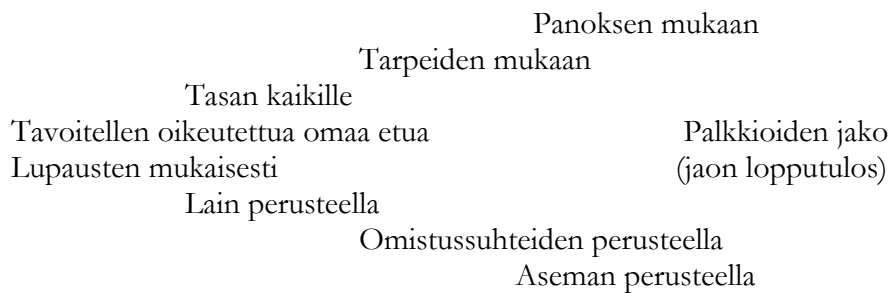 Panoksen mukaan
Tarpeiden mukaan
Tasan kaikille
Tavoitellen oikeutettua omaa etua Palkkioiden jako
Lupausten mukaisesti (jaon lopputulos)
Lain perusteella
Omistussuhteiden perusteella
Aseman perusteella